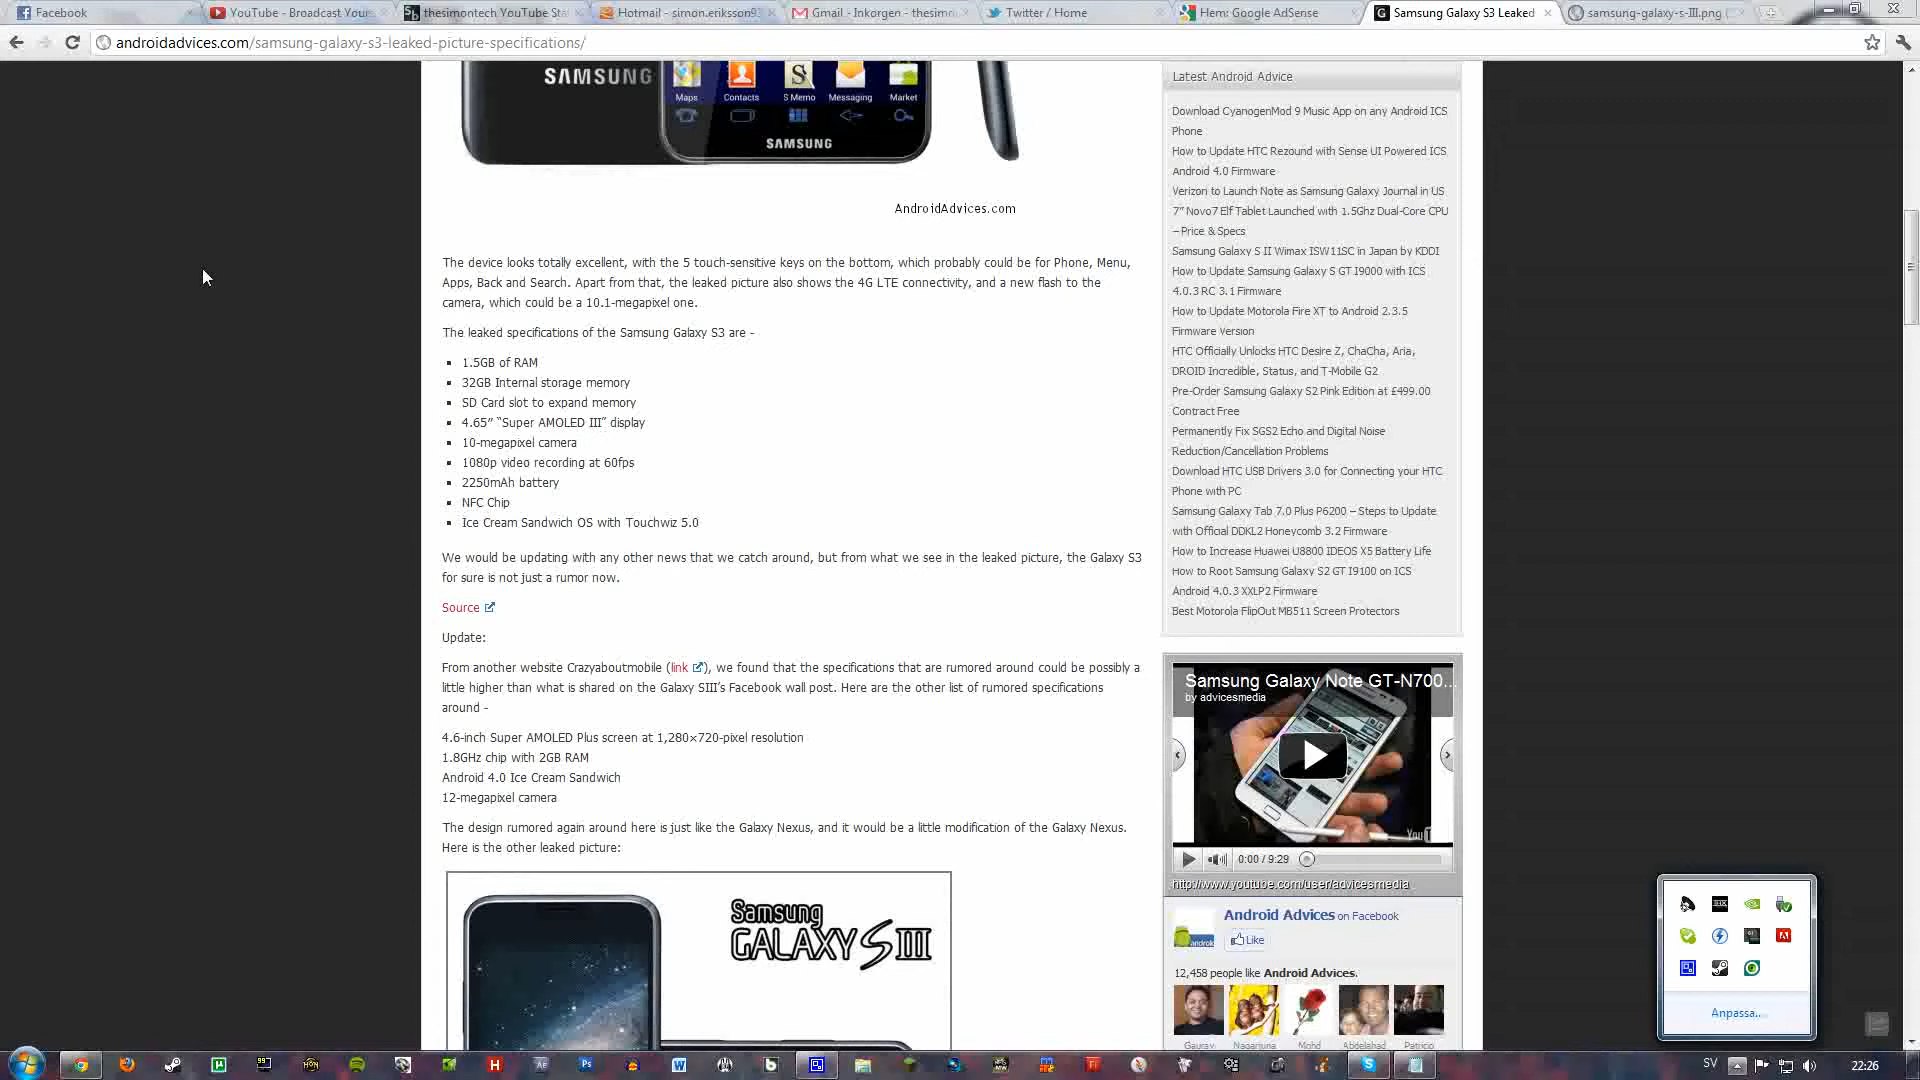 Facebook
YouTube - Broadcast Your
thesimontech YouTube Sta
Hotmail - simon.eriksson93
Gmail - Inkorgen - thesimo
Twitter / Home
Hem: Google AdSense
Samsung Galaxy S3 Leaked
samsung-galaxy-s-III.png (
androidadvices.com/samsung-galaxy-s3-leaked-picture-specifications/
SAMSUNG
Maps Contacts S Memo Messaging Market
SAMSUNG
AndroidAdvices.com
The device looks totally excellent, with the 5 touch-sensitive keys on the bottom, which probably could be for Phone, Menu,
Apps, Back and Search. Apart from that, the leaked picture also shows the 4G LTE connectivity, and a new flash to the
camera, which could be a 10.1-megapixel one.
The leaked specifications of the Samsung Galaxy S3 are -
1.5GB of RAM
32GB Internal storage memory
SD Card slot to expand memory
4.65″ “Super AMOLED III” display
10-megapixel camera
1080p video recording at 60fps
2250mAh battery
NFC Chip
Ice Cream Sandwich OS with Touchwiz 5.0
We would be updating with any other news that we catch around, but from what we see in the leaked picture, the Galaxy S3
for sure is not just a rumor now.
Source
Update:
From another website Crazyaboutmobile (link), we found that the specifications that are rumored around could be possibly a
little higher than what is shared on the Galaxy SIII’s Facebook wall post. Here are the other list of rumored specifications
around -
4.6-inch Super AMOLED Plus screen at 1,280×720-pixel resolution
1.8GHz chip with 2GB RAM
Android 4.0 Ice Cream Sandwich
12-megapixel camera
The design rumored again around here is just like the Galaxy Nexus, and it would be a little modification of the Galaxy Nexus.
Here is the other leaked picture:
Samsung
GALAXY S III
Latest Android Advice
Download CyanogenMod 9 Music App on any Android ICS
Phone
How to Update HTC Rezound with Sense UI Powered ICS
Android 4.0 Firmware
Verizon to Launch Note as Samsung Galaxy Journal in US
7″ Novo7 Elf Tablet Launched with 1.5Ghz Dual-Core CPU
– Price & Specs
Samsung Galaxy S II Wimax ISW11SC in Japan by KDDI
How to Update Samsung Galaxy S GT I9000 with ICS
4.0.3 RC 3.1 Firmware
How to Update Motorola Fire XT to Android 2.3.5
Firmware Version
HTC Officially Unlocks HTC Desire Z, ChaCha, Aria,
DROID Incredible, Status, and T-Mobile G2
Pre-Order Samsung Galaxy S2 Pink Edition at £499.00
Contract Free
Permanently Fix SGS2 Echo and Digital Noise
Reduction/Cancellation Problems
Download HTC USB Drivers 3.0 for Connecting your HTC
Phone with PC
Samsung Galaxy Tab 7.0 Plus P6200 – Steps to Update
with Official DDKL2 Honeycomb 3.2 Firmware
How to Increase Huawei U8800 IDEOS X5 Battery Life
How to Root Samsung Galaxy S2 GT I9100 on ICS
Android 4.0.3 XXLP2 Firmware
Best Motorola FlipOut MB511 Screen Protectors
Samsung Galaxy Note GT-N700...
by advicesmedia
0:00 / 9:29
http://www.youtube.com/user/advicesmedia
Android Advices on Facebook
Like
12,458 people like Android Advices.
Gaurav Nagarjuna Mohd Abdelahad Patricio
Anpassa...
SV
22:26